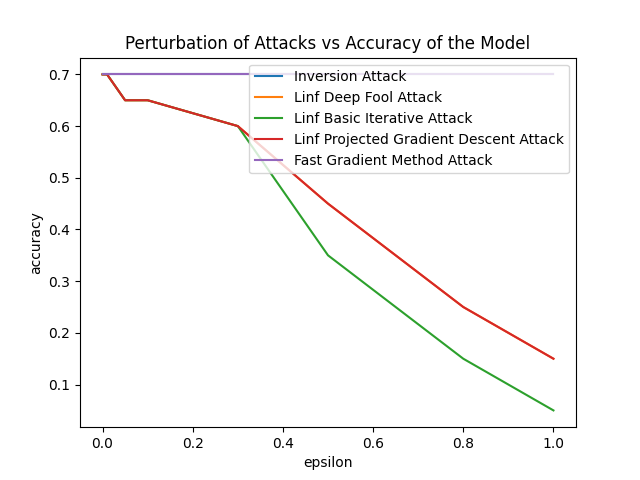 Perturbation of Attacks vs Accuracy of the Model
0.7
0.6
0.5
0.4
0.3
0.2
0.1
accuracy
Inversion Attack
Linf Deep Fool Attack
Linf Basic Iterative Attack
Linf Projected Gradient Descent Attack
Fast Gradient Method Attack
0.0 0.2 0.4 0.6 0.8 1.0
epsilon